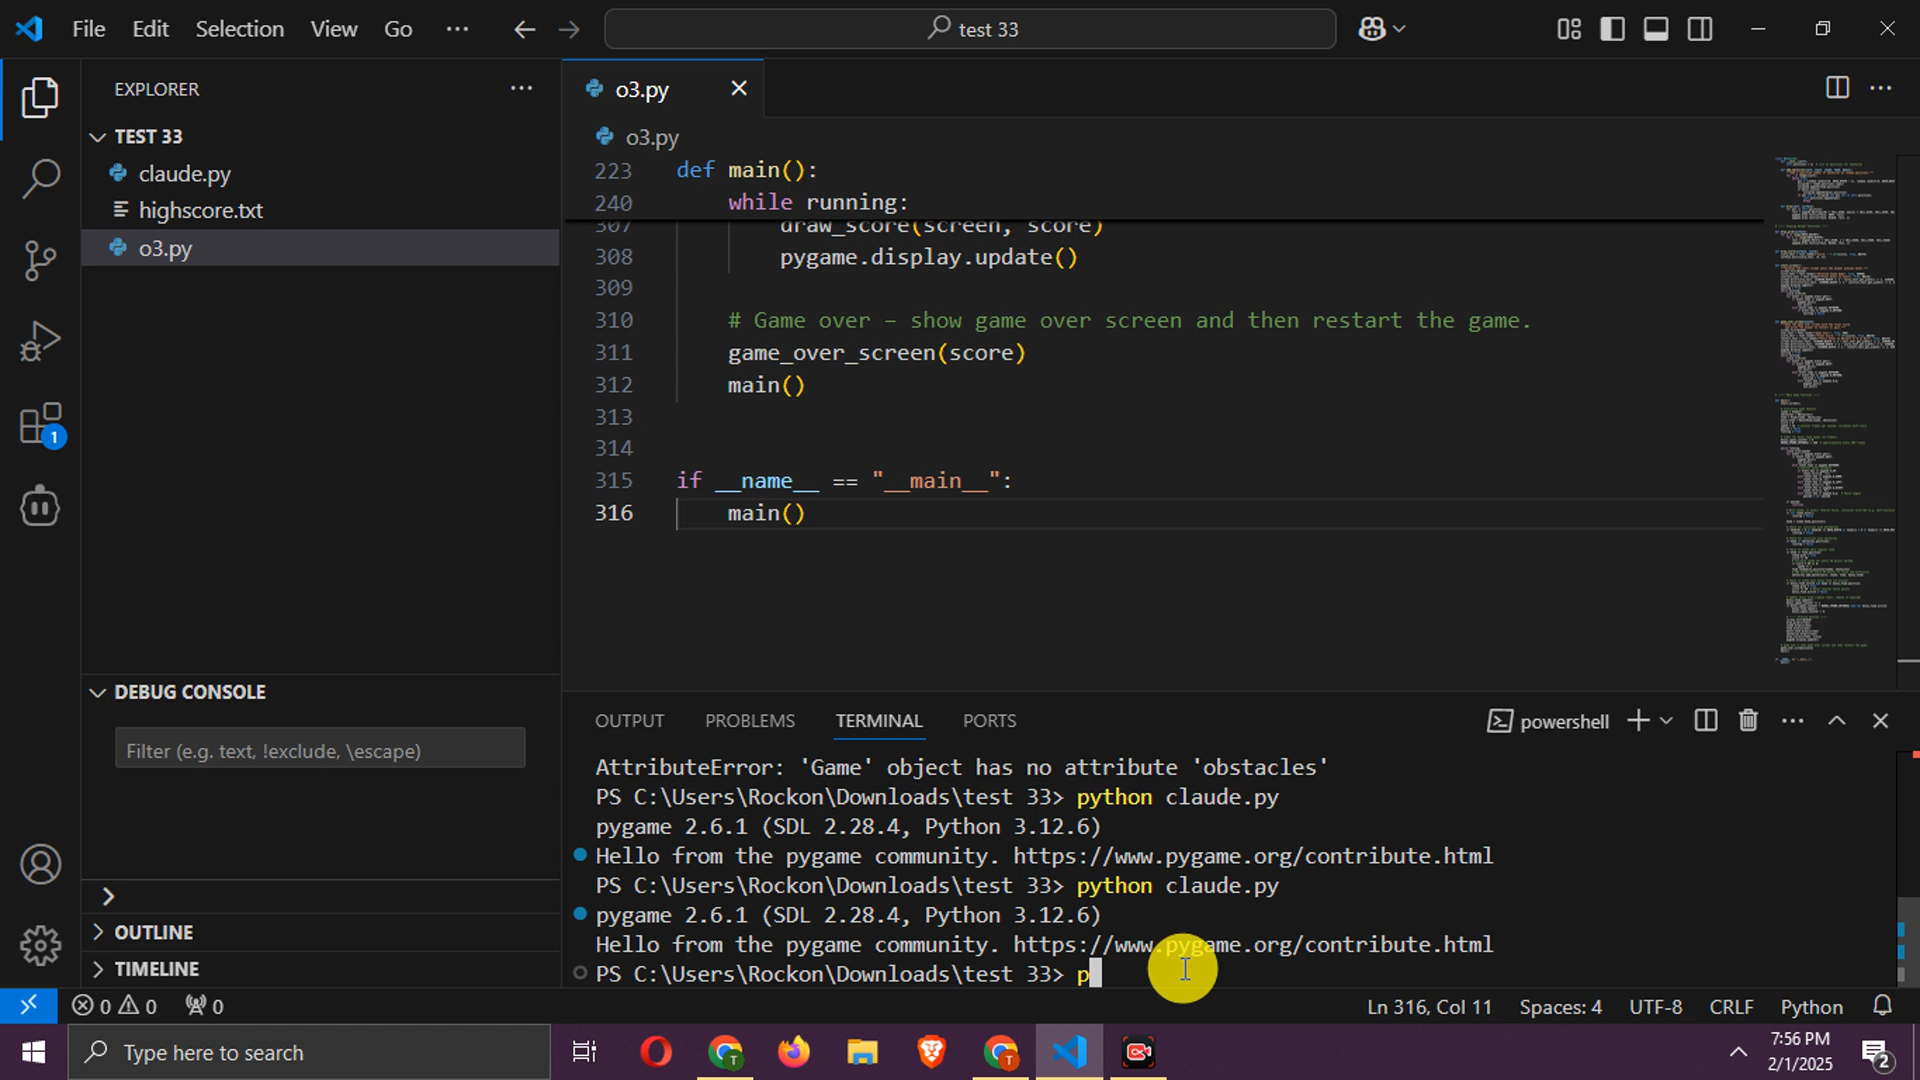 File Edit Selection View Go ··· test 33
EXPLORER ···
TEST 33
claude.py
highscore.txt
o3.py
1
DEBUG CONSOLE
Filter (e.g. text, !exclude, \escape)
OUTLINE
TIMELINE
o3.py
o3.py
223 def main():
240 while running:
307 draw_score(screen, score)
308 pygame.display.update()
309
310 # Game over – show game over screen and then restart the game.
311 game_over_screen(score)
312 main()
313
314
315 if __name__ == "__main__":
316 main()
OUTPUT PROBLEMS TERMINAL PORTS powershell
AttributeError: 'Game' object has no attribute 'obstacles'
PS C:\Users\Rockon\Downloads\test 33> python claude.py
pygame 2.6.1 (SDL 2.28.4, Python 3.12.6)
Hello from the pygame community. https://www.pygame.org/contribute.html
PS C:\Users\Rockon\Downloads\test 33> python claude.py
pygame 2.6.1 (SDL 2.28.4, Python 3.12.6)
Hello from the pygame community. https://www.pygame.org/contribute.html
PS C:\Users\Rockon\Downloads\test 33> p
0 0 0 Ln 316, Col 11 Spaces: 4 UTF-8 CRLF Python
Type here to search T T 7:56 PM
2/1/2025 2